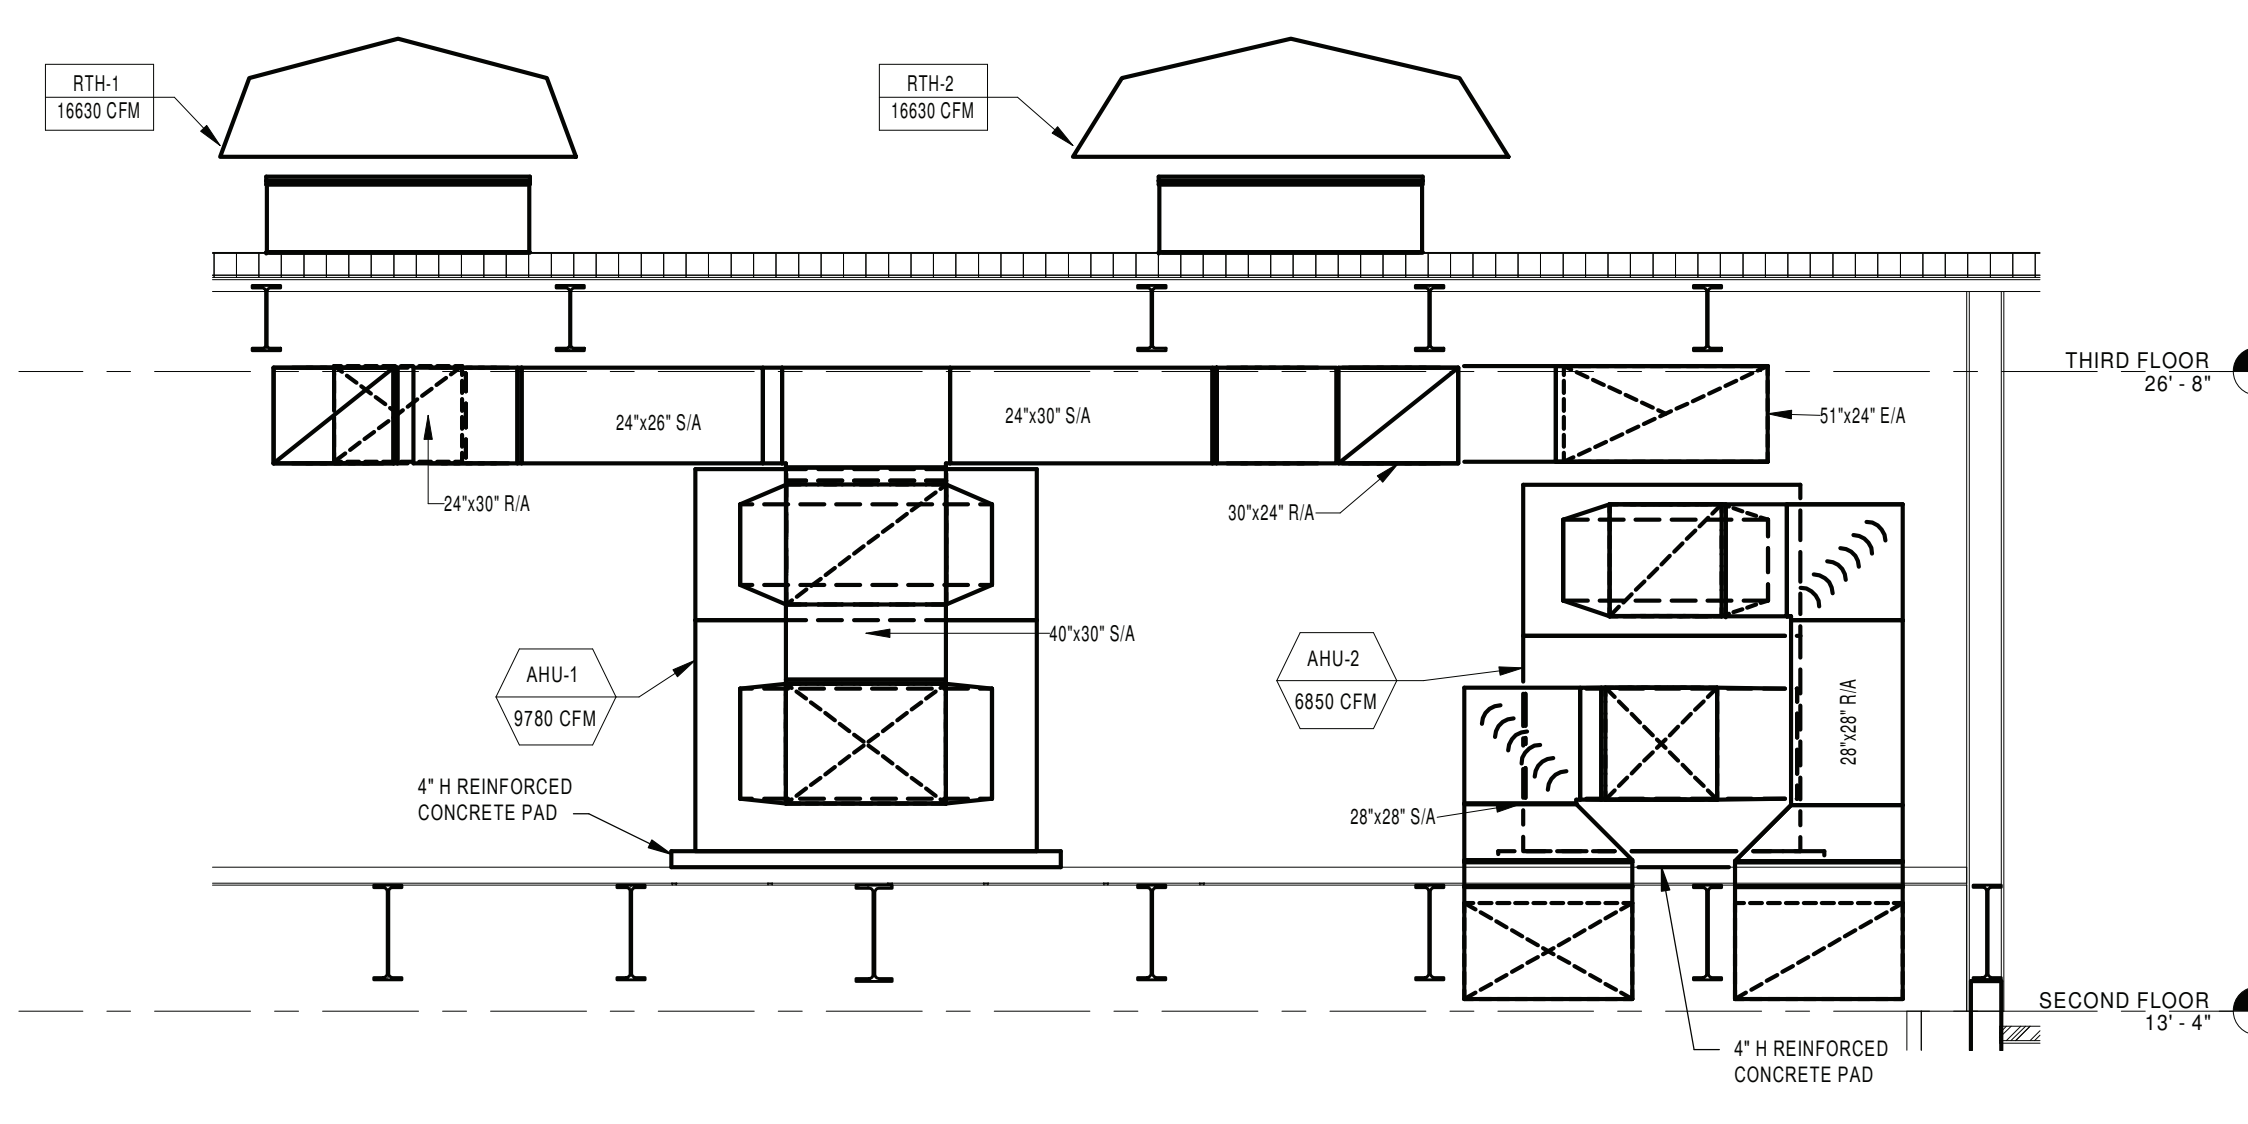 RTH-1
16630 CFM
RTH-2
16630 CFM
THIRD FLOOR
26' - 8"
24"x26" S/A
24"x30" S/A
51"x24" E/A
24"x30" R/A
30"x24" R/A
40"x30" S/A
AHU-1
9780 CFM
AHU-2
6850 CFM
28"x28" R/A
4" H REINFORCED
CONCRETE PAD
28"x28" S/A
SECOND FLOOR
13' - 4"
4" H REINFORCED
CONCRETE PAD